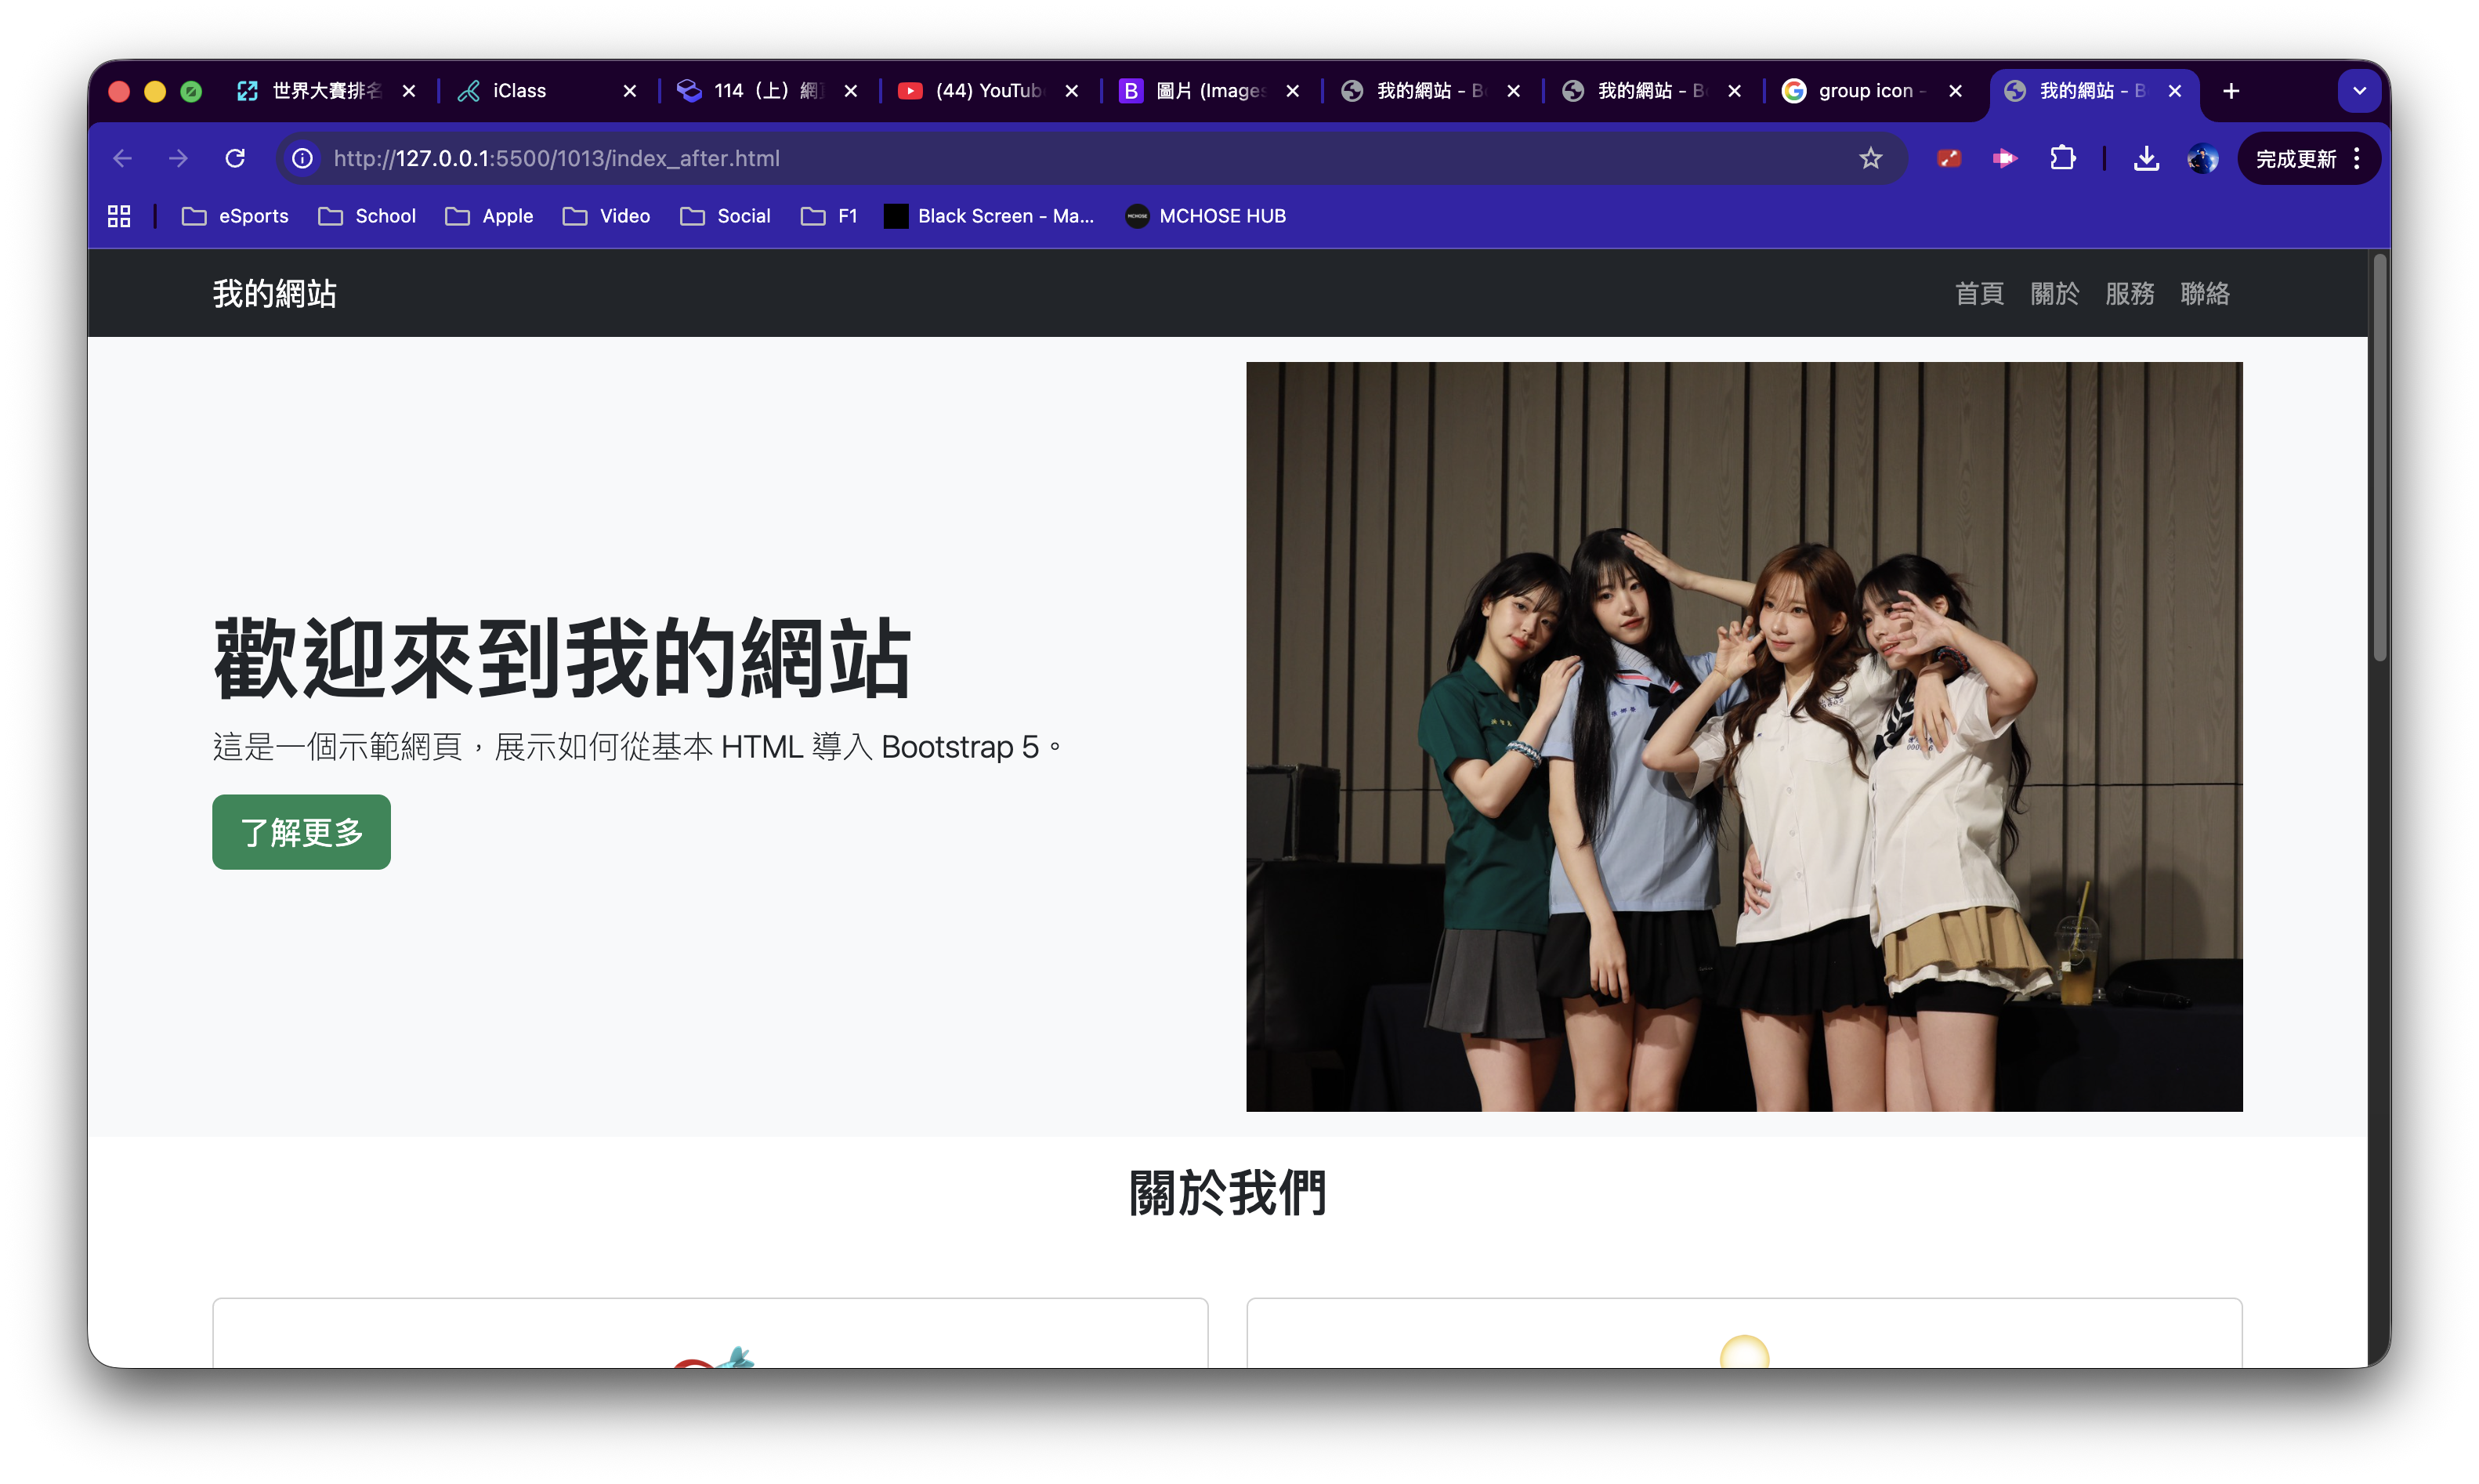 世界大賽排名
iClass
114（上）網
(44) YouTube
圖片 (Images
我的網站 - B
我的網站 - B
group icon -
我的網站 - B
http://127.0.0.1:5500/1013/index_after.html
完成更新
eSports
School
Apple
Video
Social
F1
Black Screen - Ma...
MCHOSE HUB
我的網站
首頁 關於 服務 聯絡
歡迎來到我的網站
這是一個示範網頁，展示如何從基本 HTML 導入 Bootstrap 5。
了解更多
關於我們